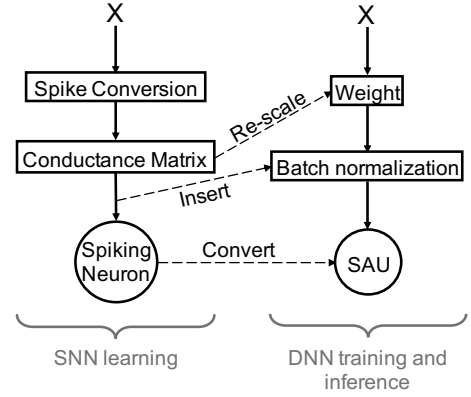 X
X
Spike Conversion
Weight
Re-scale
Conductance Matrix
Batch normalization
Insert
Spiking
Neuron
Convert
SAU
SNN learning
DNN training and
inference